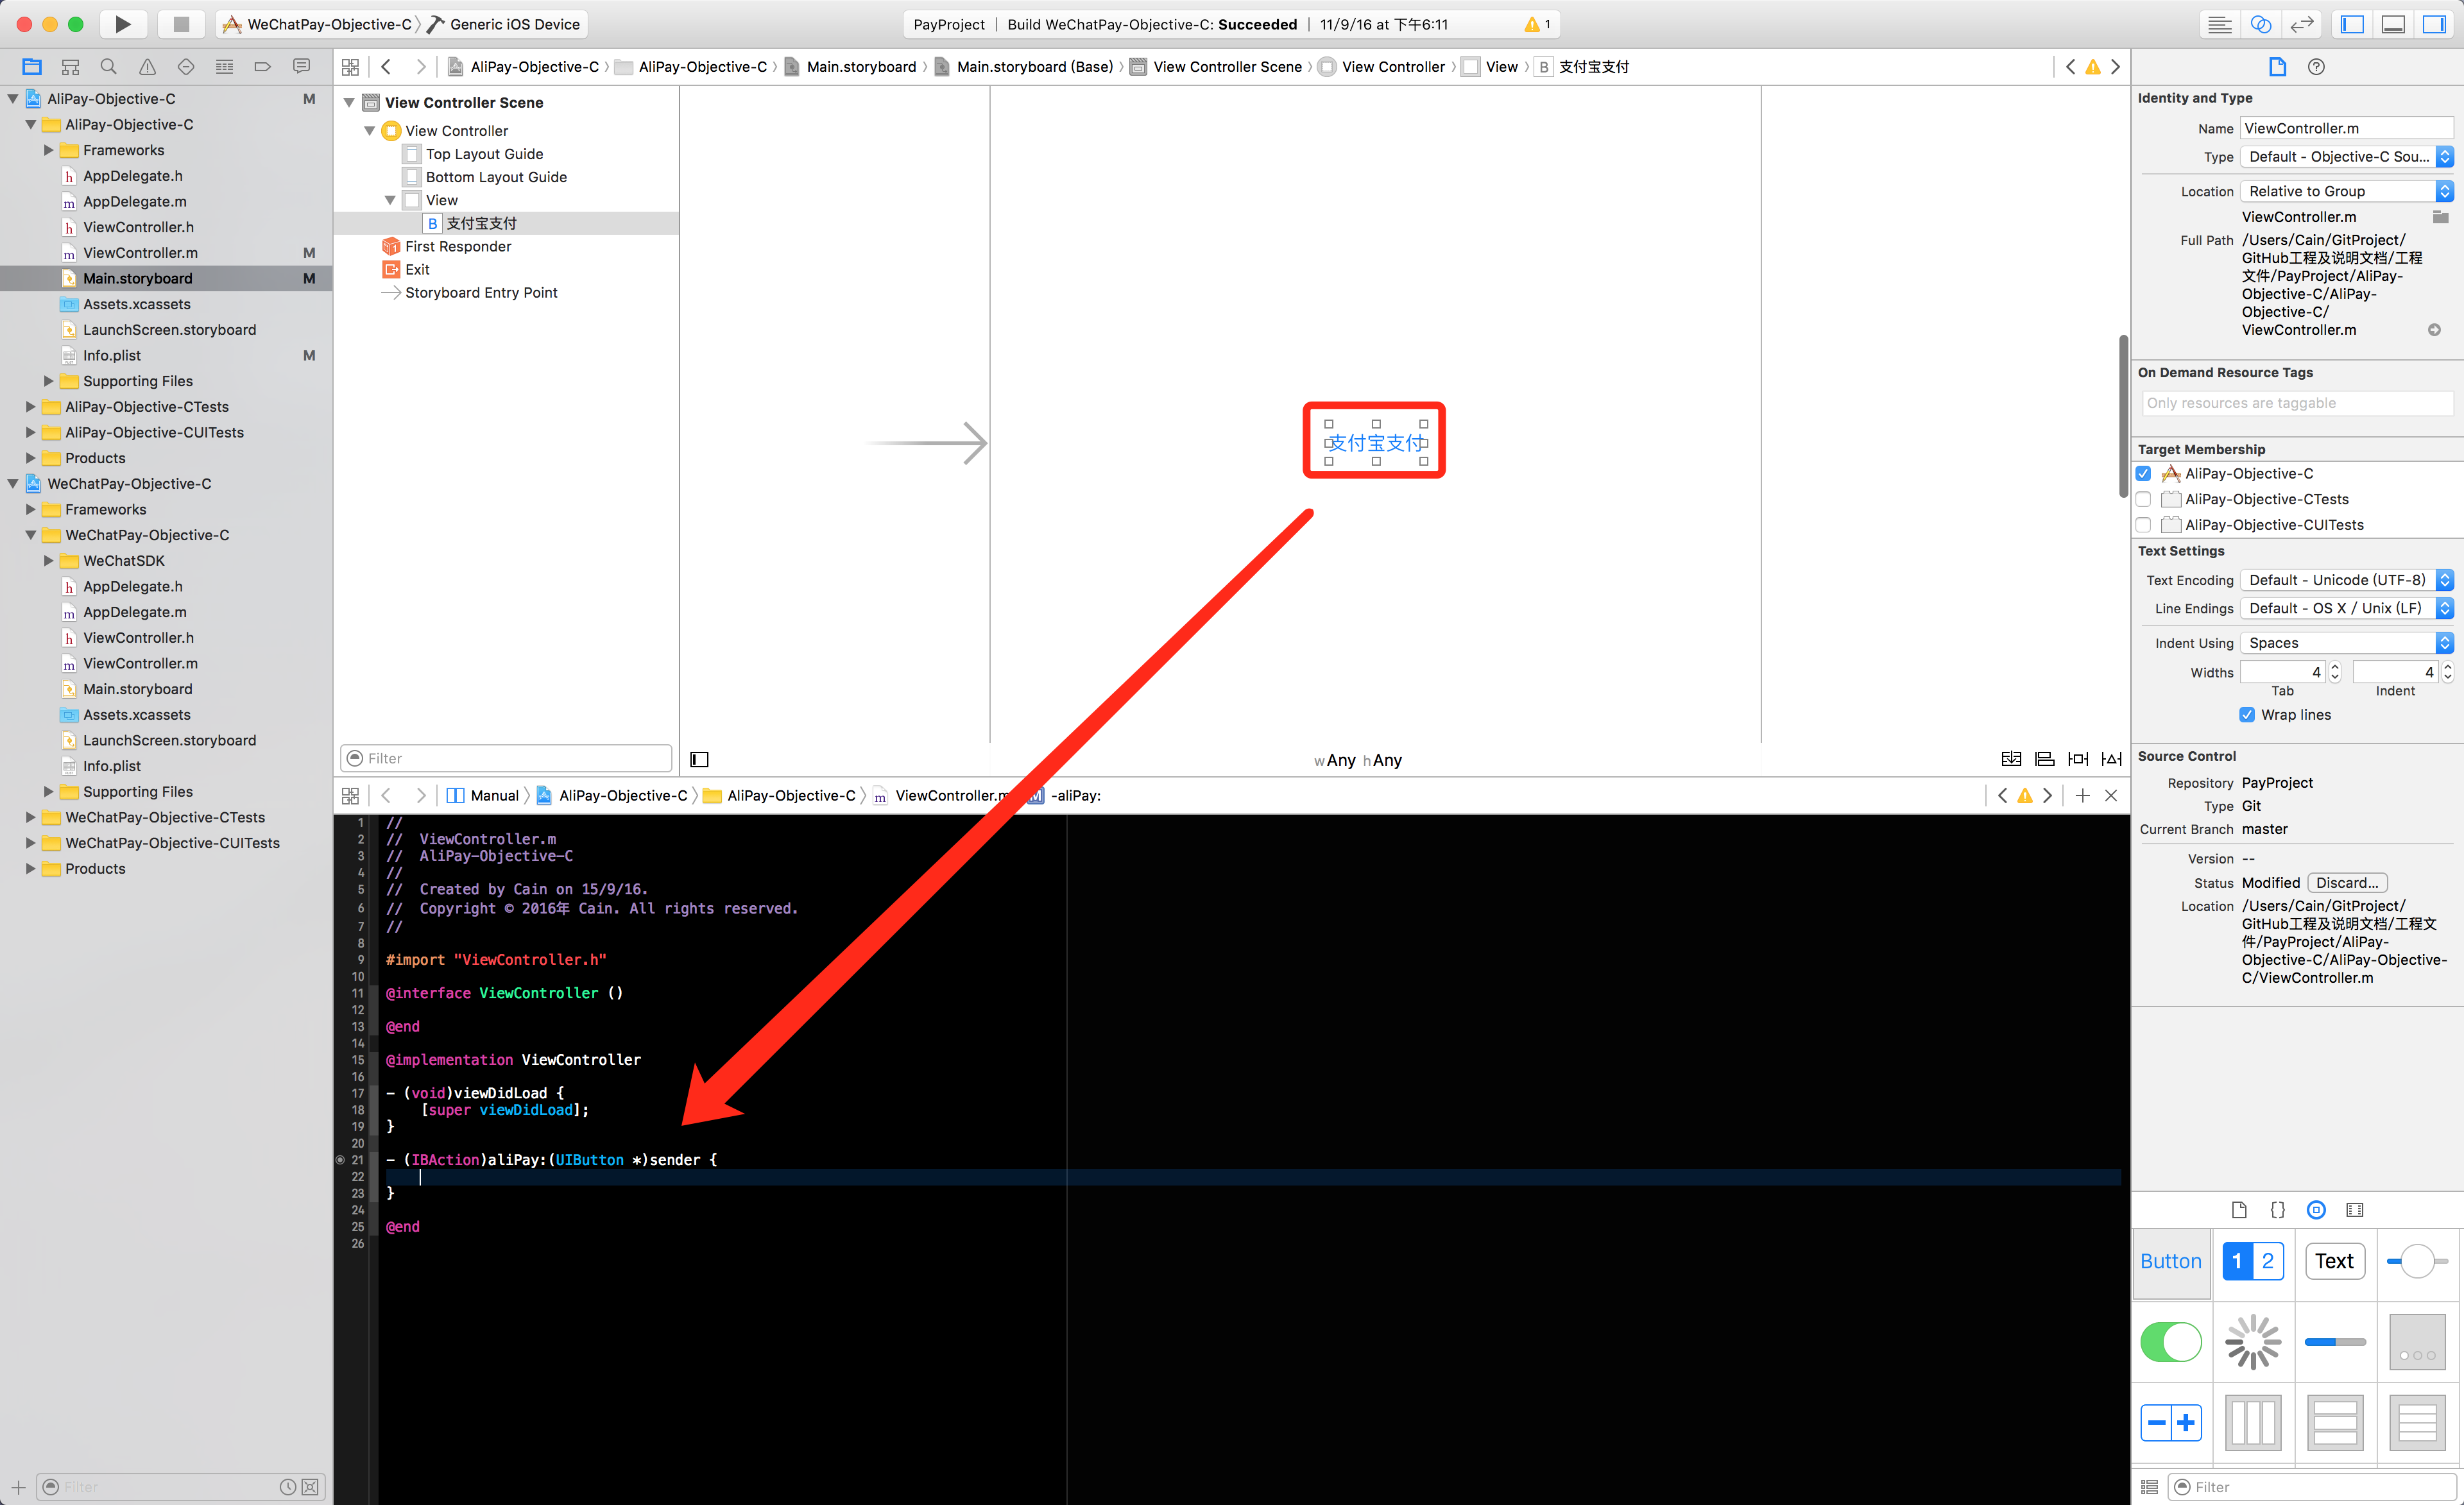 WeChatPay-Objective-C Generic iOS Device
PayProject | Build WeChatPay-Objective-C: Succeeded | 11/9/16 at 下午6:11 1
AliPay-Objective-C M
AliPay-Objective-C
Frameworks
AppDelegate.h
AppDelegate.m
ViewController.h
ViewController.m M
Main.storyboard M
Assets.xcassets
LaunchScreen.storyboard
Info.plist M
Supporting Files
AliPay-Objective-CTests
AliPay-Objective-CUITests
Products
WeChatPay-Objective-C
Frameworks
WeChatPay-Objective-C
WeChatSDK
AppDelegate.h
AppDelegate.m
ViewController.h
ViewController.m
Main.storyboard
Assets.xcassets
LaunchScreen.storyboard
Info.plist
Supporting Files
WeChatPay-Objective-CTests
WeChatPay-Objective-CUITests
Products
Filter
AliPay-Objective-C AliPay-Objective-C Main.storyboard Main.storyboard (Base) View Controller Scene View Controller View B 支付宝支付
View Controller Scene
View Controller
Top Layout Guide
Bottom Layout Guide
View
B 支付宝支付
First Responder
Exit
Storyboard Entry Point
Filter
支付宝支付
wAny hAny
Manual AliPay-Objective-C AliPay-Objective-C ViewController.m M -aliPay:
1 //
2 //  ViewController.m
3 //  AliPay-Objective-C
4 //
5 //  Created by Cain on 15/9/16.
6 //  Copyright © 2016年 Cain. All rights reserved.
7 //
8
9 #import "ViewController.h"
10
11 @interface ViewController ()
12
13 @end
14
15 @implementation ViewController
16
17 - (void)viewDidLoad {
18     [super viewDidLoad];
19 }
20
21 - (IBAction)aliPay:(UIButton *)sender {
22
23 }
24
25 @end
26
Identity and Type
Name ViewController.m
Type Default - Objective-C Sou...
Location Relative to Group
ViewController.m
Full Path /Users/Cain/GitProject/
GitHub工程及说明文档/工程
文件/PayProject/AliPay-
Objective-C/AliPay-
Objective-C/
ViewController.m
On Demand Resource Tags
Only resources are taggable
Target Membership
AliPay-Objective-C
AliPay-Objective-CTests
AliPay-Objective-CUITests
Text Settings
Text Encoding Default - Unicode (UTF-8)
Line Endings Default - OS X / Unix (LF)
Indent Using Spaces
Widths 4 4
Tab Indent
Wrap lines
Source Control
Repository PayProject
Type Git
Current Branch master
Version --
Status Modified Discard...
Location /Users/Cain/GitProject/
GitHub工程及说明文档/工程文
件/PayProject/AliPay-
Objective-C/AliPay-Objective-
C/ViewController.m
Button 1 2 Text
Filter